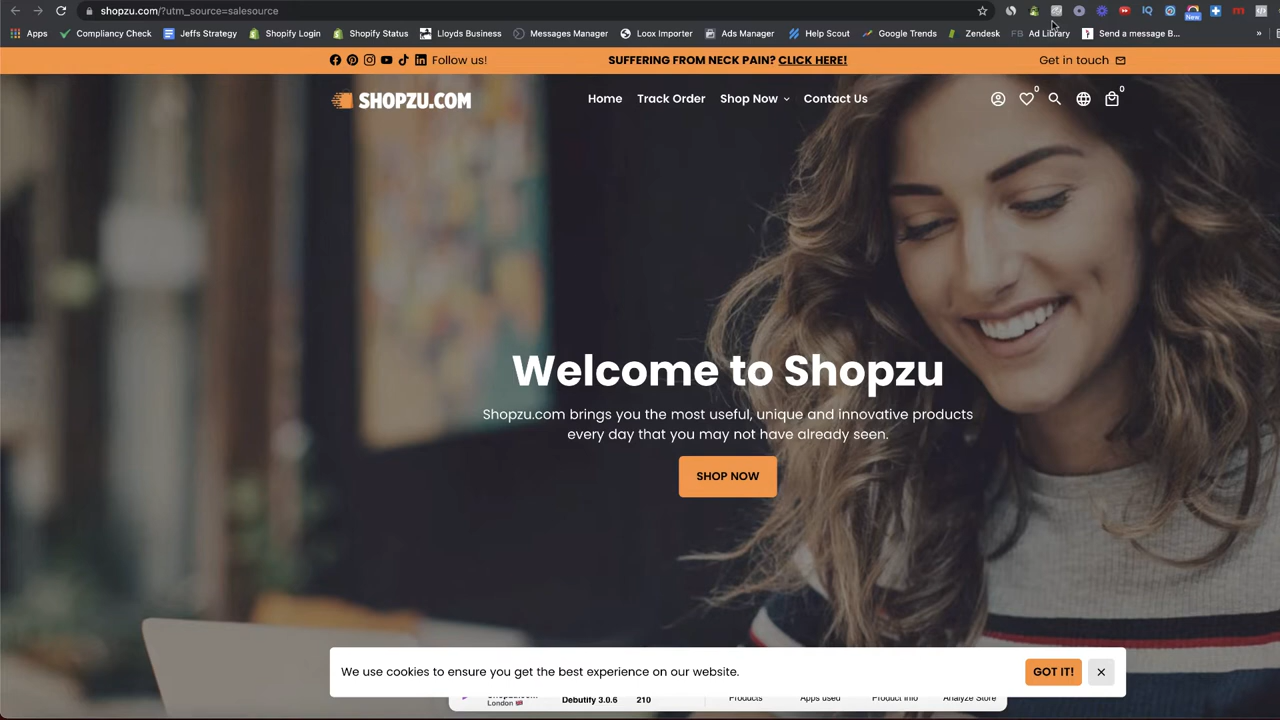 shopzu.com/?utm_source=salesource
New
Apps Compliancy Check Jeffs Strategy Shopify Login Shopify Status Lloyds Business Messages Manager Loox Importer Ads Manager Help Scout Google Trends Zendesk FB Ad Library Send a message B... »
Follow us! SUFFERING FROM NECK PAIN? CLICK HERE! Get in touch
SHOPZU.COM Home Track Order Shop Now Contact Us 0 0
Welcome to Shopzu
Shopzu.com brings you the most useful, unique and innovative products
every day that you may not have already seen.
SHOP NOW
We use cookies to ensure you get the best experience on our website. GOT IT!
London Debutify 3.0.6 210 Products Apps used Product Info Analyze Store